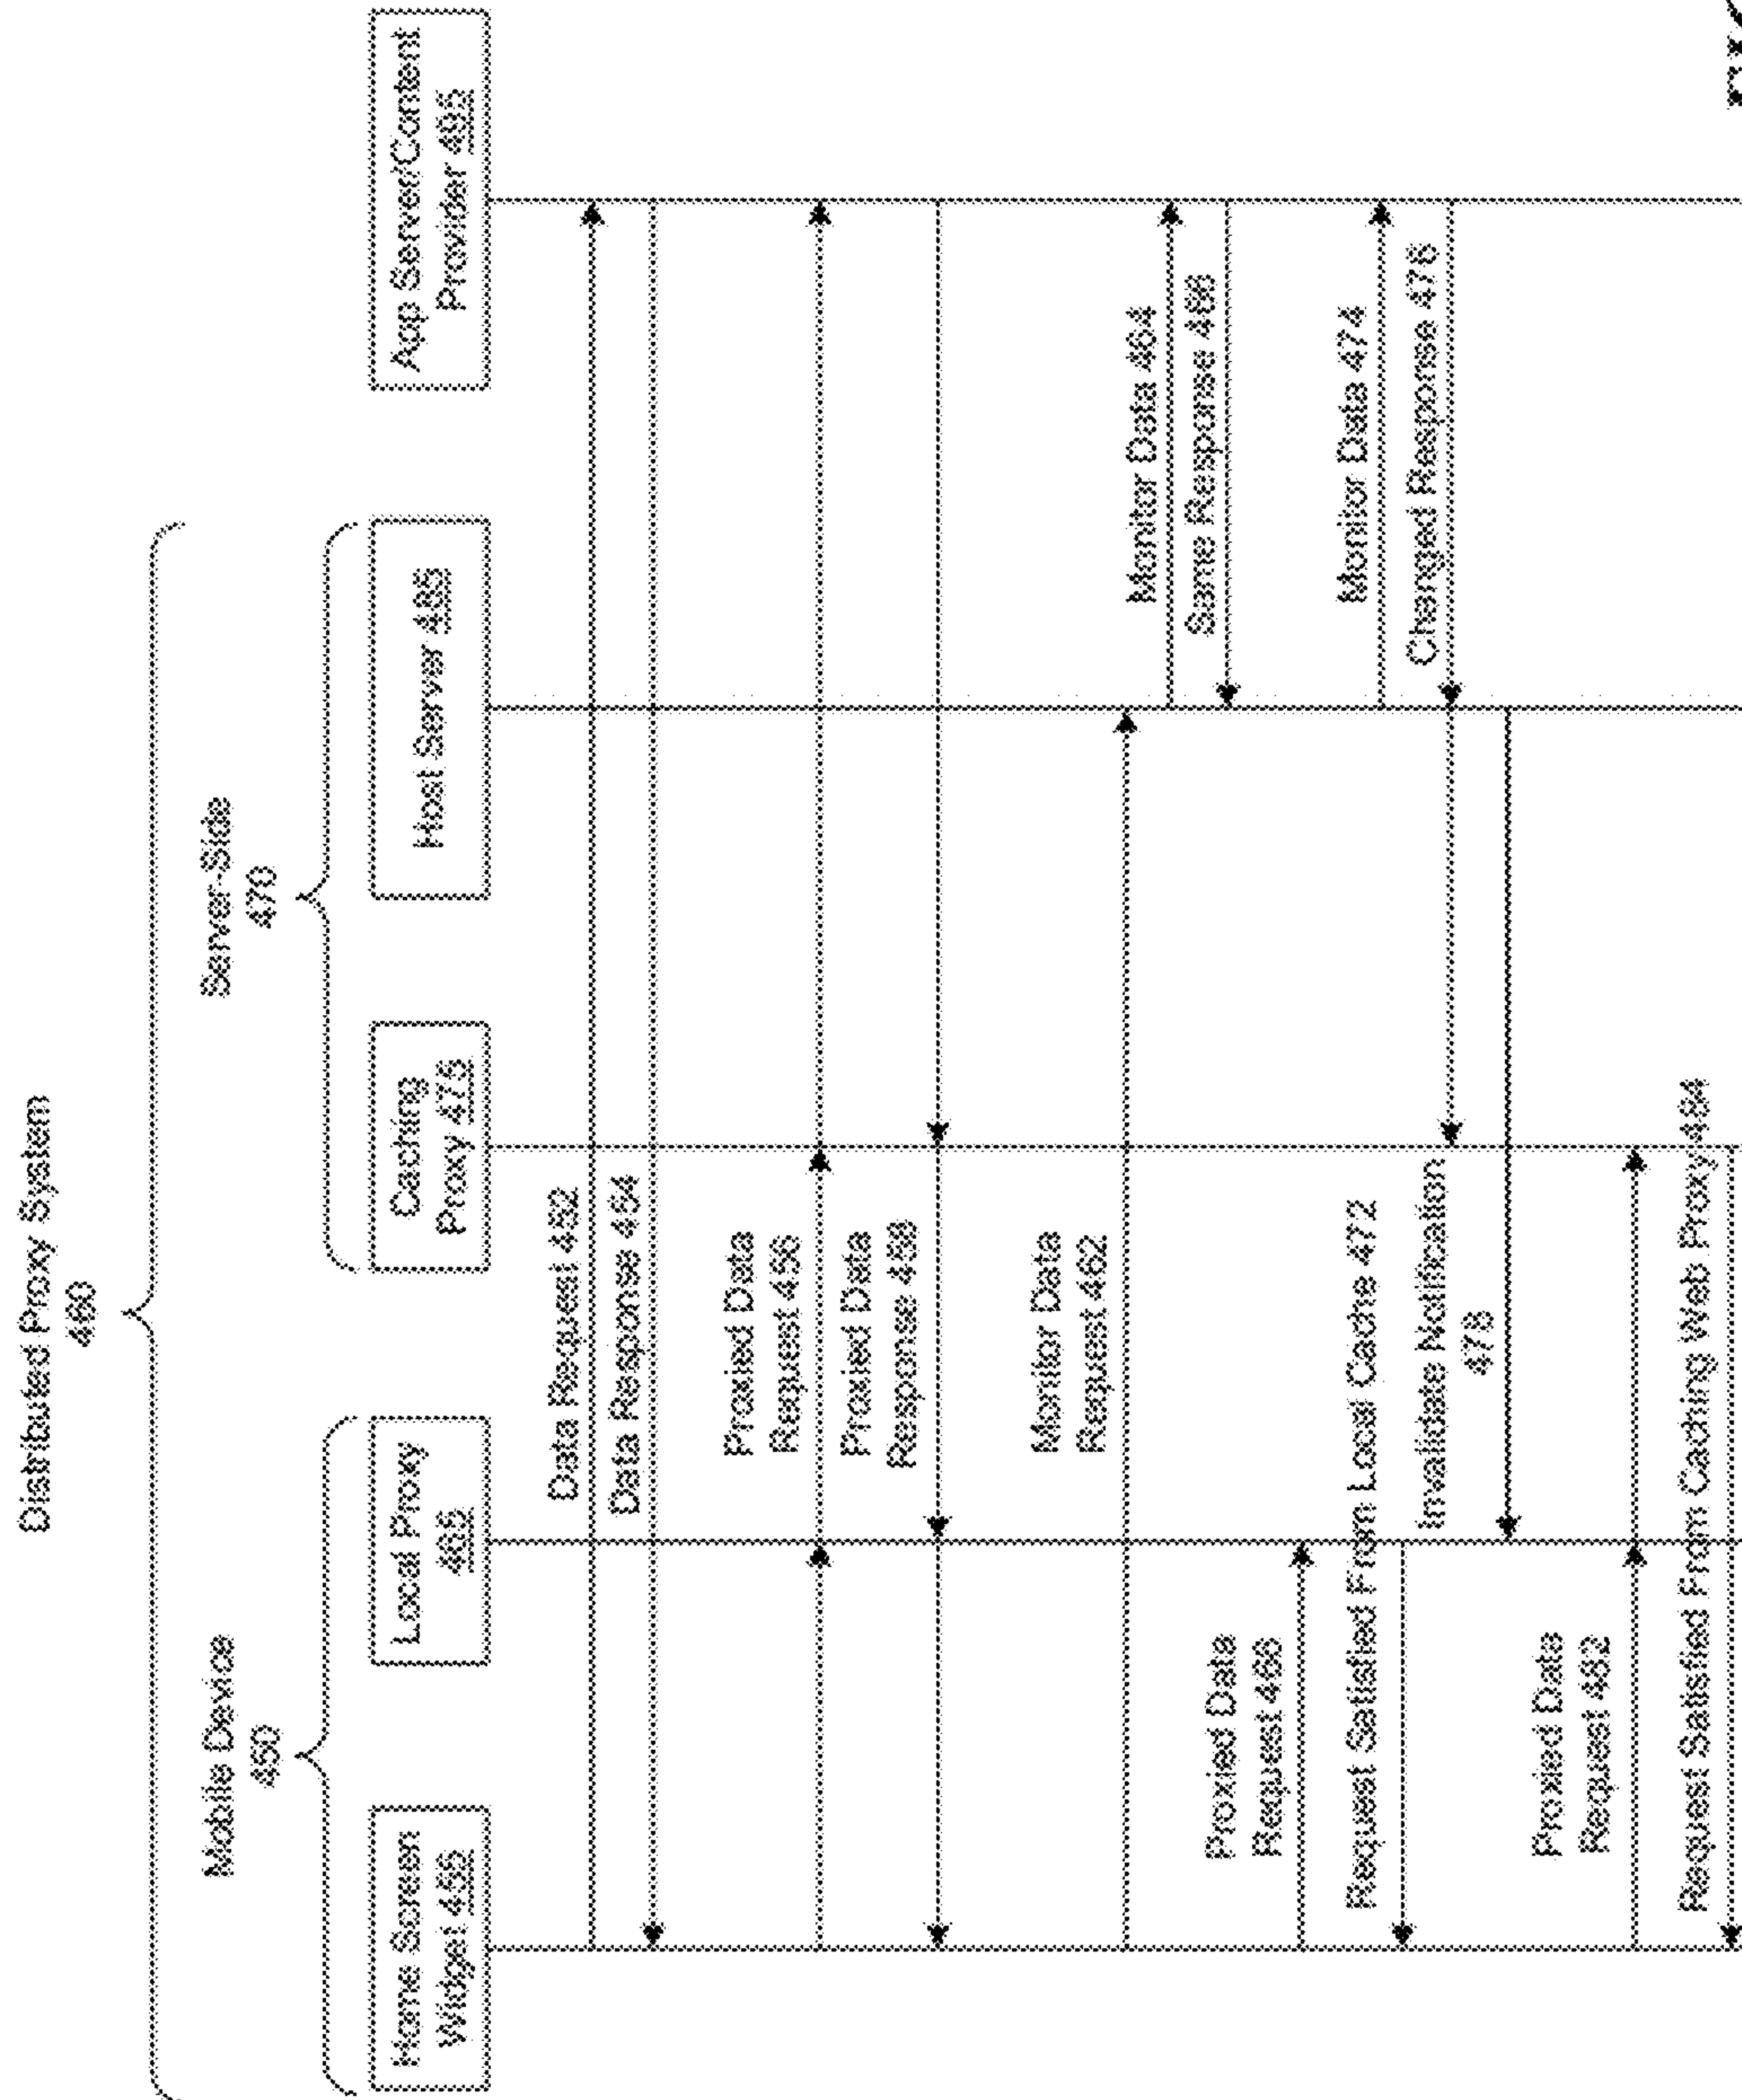 Distributed Proxy System
460
Mobile Device
450
Server-Side
470
Home Screen
Widget 455
Local Proxy
465
Caching
Proxy 475
Host Server 485
App Server/Content
Provider 495
Data Request 452
Data Response 454
Proxied Data
Request 456
Proxied Data
Response 458
Monitor Data
Request 462
Monitor Data 464
Same Response 466
Proxied Data
Request 468
Request Satisfied From Local Cache 472
Monitor Data 474
Changed Response 476
Invalidate Notification
478
Proxied Data
Request 482
Request Satisfied From Caching Web Proxy 484